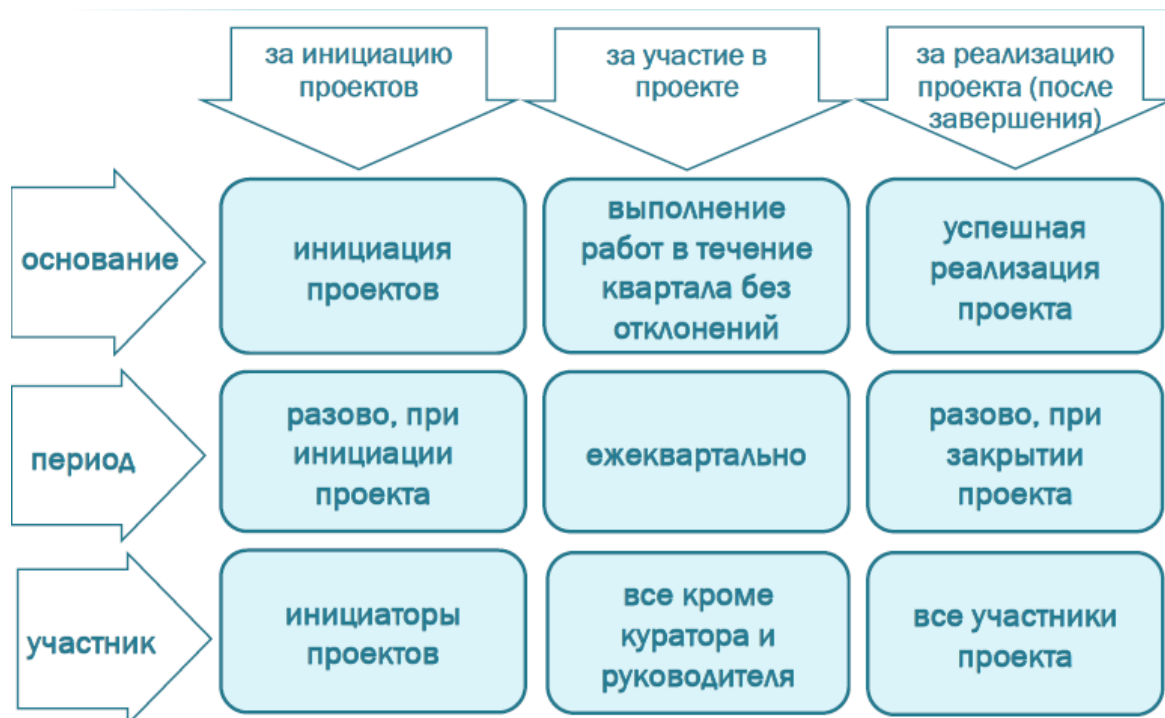 за инициацию
проектов
за участие в
проекте
за реализацию
проекта (после
завершения)
основание
инициация
проектов
выполнение
работ в течение
квартала без
отклонений
успешная
реализация
проекта
период
разово, при
инициации
проекта
ежеквартально
разово, при
закрытии
проекта
участник
инициаторы
проектов
все кроме
куратора и
руководителя
все участники
проекта